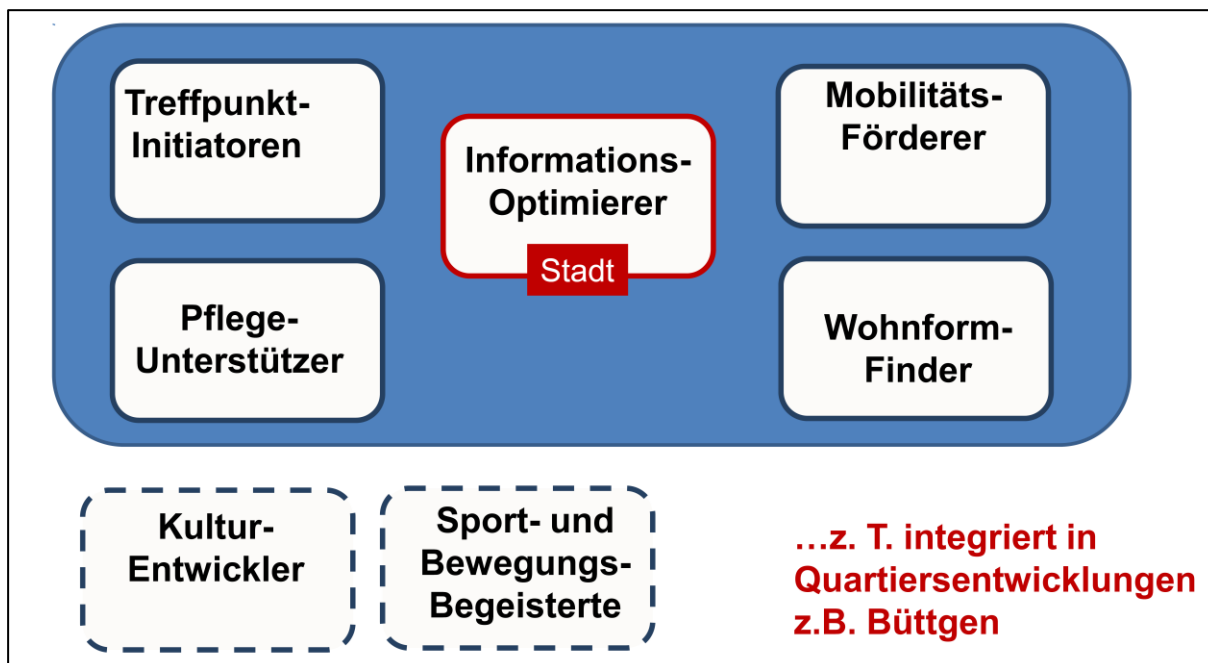 Treffpunkt-
Initiatoren
Informations-
Optimierer
Stadt
Mobilitäts-
Förderer
Pflege-
Unterstützer
Wohnform-
Finder
Kultur-
Entwickler
Sport- und
Bewegungs-
Begeisterte
...z. T. integriert in
Quartiersentwicklungen
z.B. Büttgen